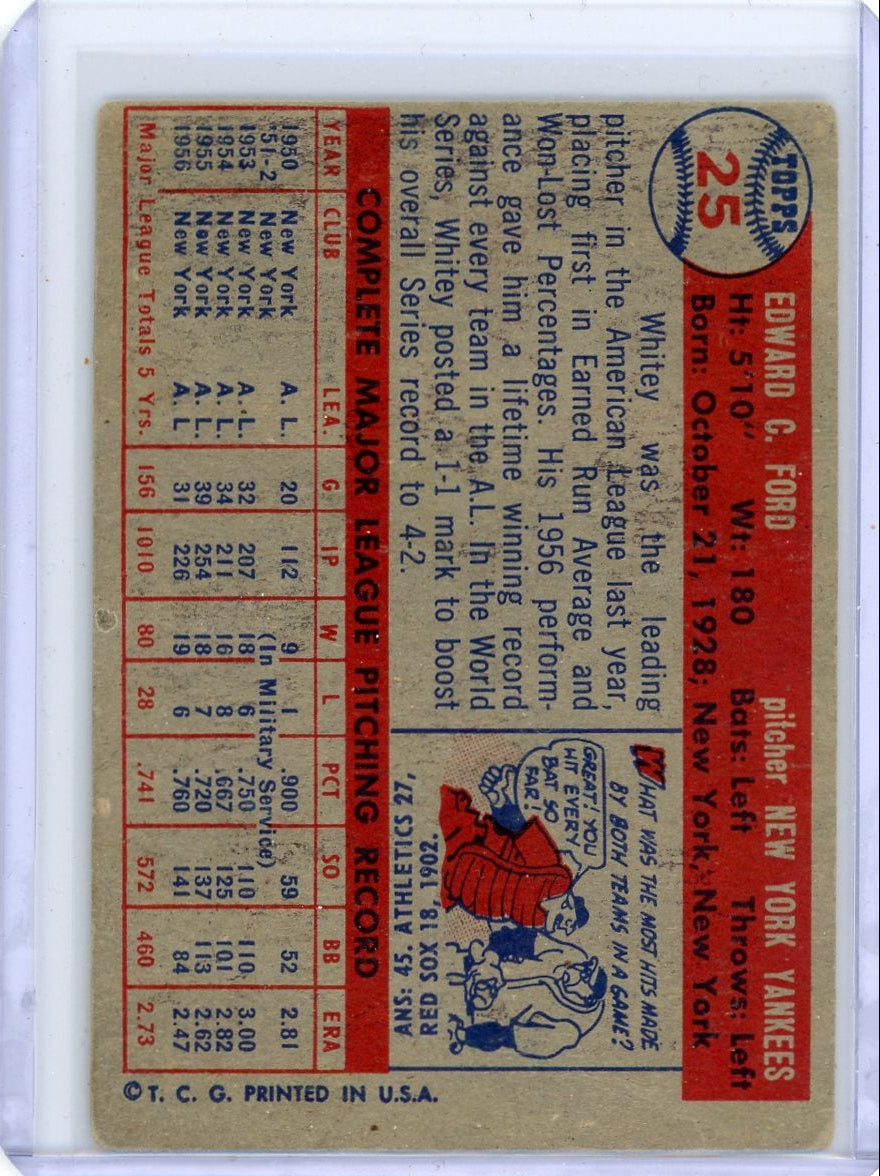 TOPPS
25
EDWARD C. FORD pitcher NEW YORK YANKEES
Ht: 5'10" Wt: 180 Bats: Left Throws: Left
Born: October 21, 1928; New York, New York
Whitey was the leading
pitcher in the American League last year,
placing first in Earned Run Average and
Won-Lost Percentages. His 1956 perform-
ance gave him a lifetime winning record
against every team in the A.L. In the World
Series, Whitey posted a 1-1 mark to boost
his overall Series record to 4-2.
WHAT WAS THE MOST HITS MADE
BY BOTH TEAMS IN A GAME?
GREAT! YOU
HIT EVERY
BAT SO
FAR!
ANS: 45. ATHLETICS 27,
RED SOX 18, 1902.
COMPLETE MAJOR LEAGUE PITCHING RECORD
YEAR CLUB LEA. G IP W L PCT SO BB ERA
1950 New York A. L. 20 112 9 1 .900 59 52 2.81
'51-2 New York (In Military Service)
1953 New York A. L. 32 207 18 6 .750 110 110 3.00
1954 New York A. L. 34 211 16 8 .667 125 101 2.82
1955 New York A. L. 39 254 18 7 .720 137 113 2.62
1956 New York A. L 31 226 19 6 .760 141 84 2.47
Major League Totals 5 Yrs. 156 1010 80 28 .741 572 460 2.73
© T. C. G. PRINTED IN U.S.A.